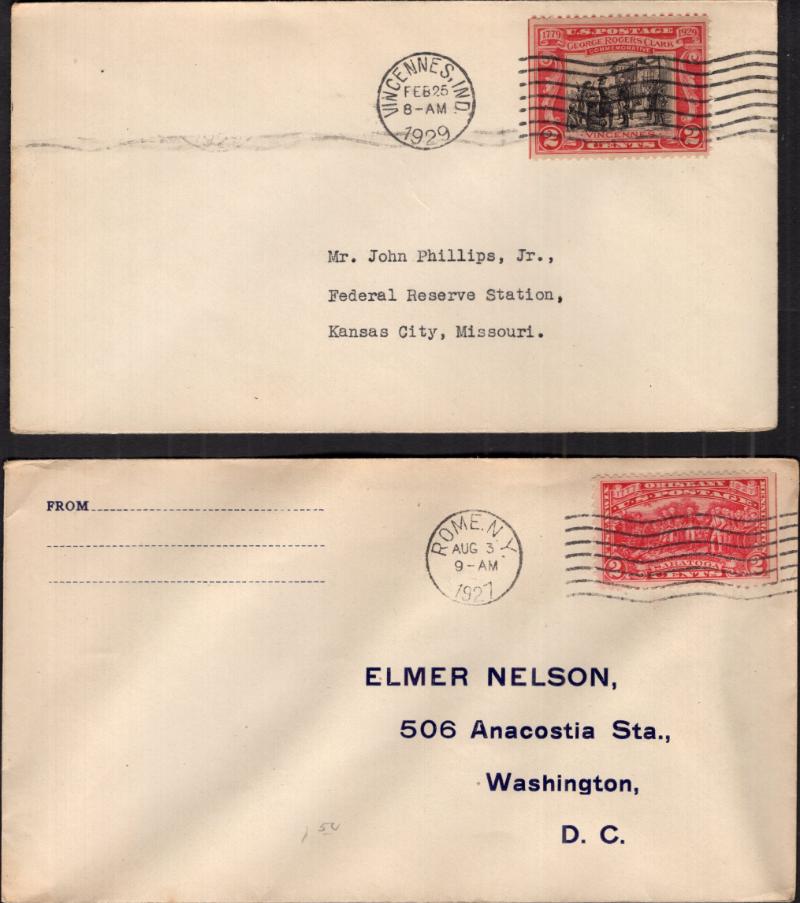 VINCENNES, IND.
FEB 25
8-AM
1929
1779 U.S. POSTAGE 1929
GEORGE ROGERS CLARK
COMMEMORATIVE
VINCENNES
2 CENTS 2
Mr. John Phillips, Jr.,
Federal Reserve Station,
Kansas City, Missouri.
FROM
ROME. N.Y.
AUG 3
9-AM
1927
1777 ORISKANY
U.S. POSTAGE
SARATOGA
2 CENTS 2
ELMER NELSON,
506 Anacostia Sta.,
Washington,
D. C.